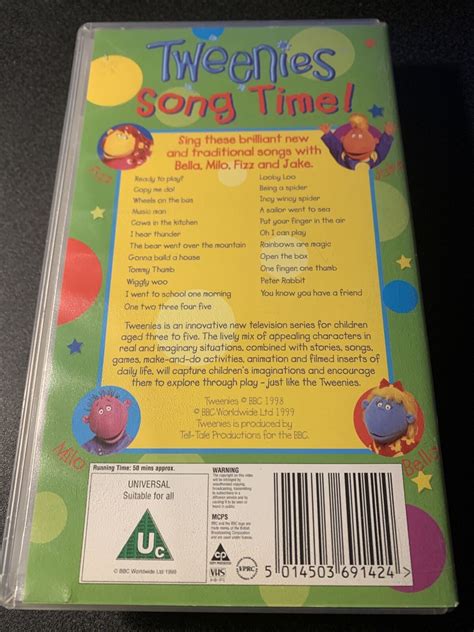 Tweenies
Song Time!
Fizz
Jake
Sing these brilliant new
and traditional songs with
Bella, Milo, Fizz and Jake.
Ready to play?
Copy me do!
Wheels on the bus
Music man
Cows in the kitchen
I hear thunder
The bear went over the mountain
Gonna build a house
Tommy Thumb
Wiggly woo
I went to school one morning
One two three four five
Looby Loo
Being a spider
Incy wincy spider
A sailor went to sea
Put your finger in the air
Oh I can play
Rainbows are magic
Open the box
One finger one thumb
Peter Rabbit
You know you have a friend
Tweenies is an innovative new television series for children
aged three to five. The lively mix of appealing characters in
real and imaginary situations, combined with stories, songs,
games, make-and-do activities, animation and filmed inserts of
daily life, will capture children's imaginations and encourage
them to explore through play - just like the Tweenies.
Tweenies © BBC 1998
© BBC Worldwide Ltd 1999
Tweenies is produced by
Tell-Tale Productions for the BBC.
Milo
Bella
Running Time: 50 mins approx.
UNIVERSAL
Suitable for all
Uc
© BBC Worldwide Ltd 1999
WARNING
MCPS
VHS
VPRC
5 014503 691424 >